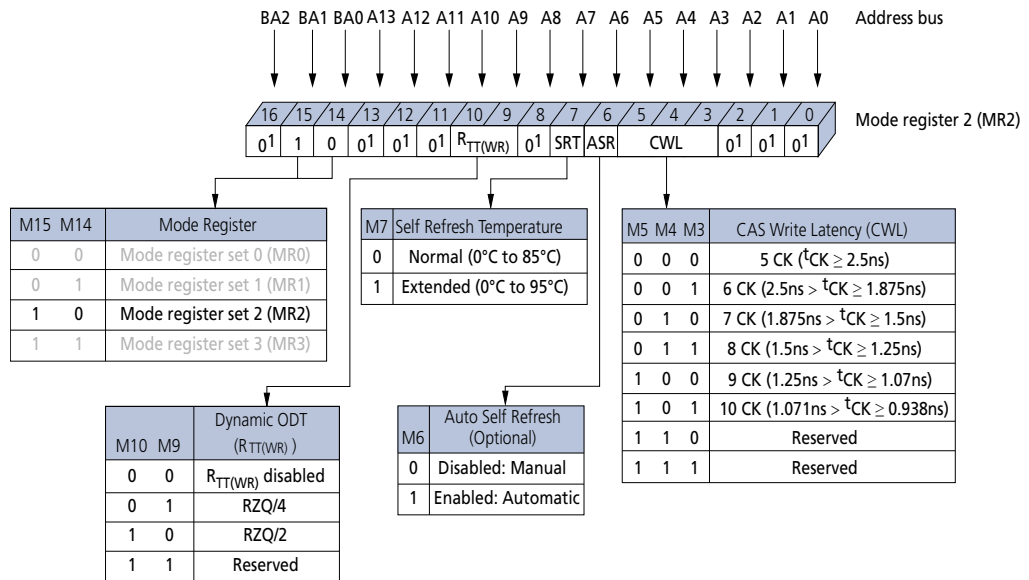 BA2 BA1 BA0 A13 A12 A11 A10 A9 A8 A7 A6 A5 A4 A3 A2 A1 A0 Address bus
16 15 14 13 12 11 10 9 8 7 6 5 4 3 2 1 0
Mode register 2 (MR2)
0¹ 1 0 0¹ 0¹ 0¹ RTT(WR) 0¹ SRT ASR CWL 0¹ 0¹ 0¹
M15 M14 Mode Register
0 0 Mode register set 0 (MR0)
0 1 Mode register set 1 (MR1)
1 0 Mode register set 2 (MR2)
1 1 Mode register set 3 (MR3)
M7 Self Refresh Temperature
0 Normal (0°C to 85°C)
1 Extended (0°C to 95°C)
M5 M4 M3 CAS Write Latency (CWL)
0 0 0 5 CK (tCK ≥ 2.5ns)
0 0 1 6 CK (2.5ns > tCK ≥ 1.875ns)
0 1 0 7 CK (1.875ns > tCK ≥ 1.5ns)
0 1 1 8 CK (1.5ns > tCK ≥ 1.25ns)
1 0 0 9 CK (1.25ns > tCK ≥ 1.07ns)
1 0 1 10 CK (1.071ns > tCK ≥ 0.938ns)
1 1 0 Reserved
1 1 1 Reserved
M10 M9 Dynamic ODT
(RTT(WR) )
0 0 RTT(WR) disabled
0 1 RZQ/4
1 0 RZQ/2
1 1 Reserved
M6 Auto Self Refresh
(Optional)
0 Disabled: Manual
1 Enabled: Automatic